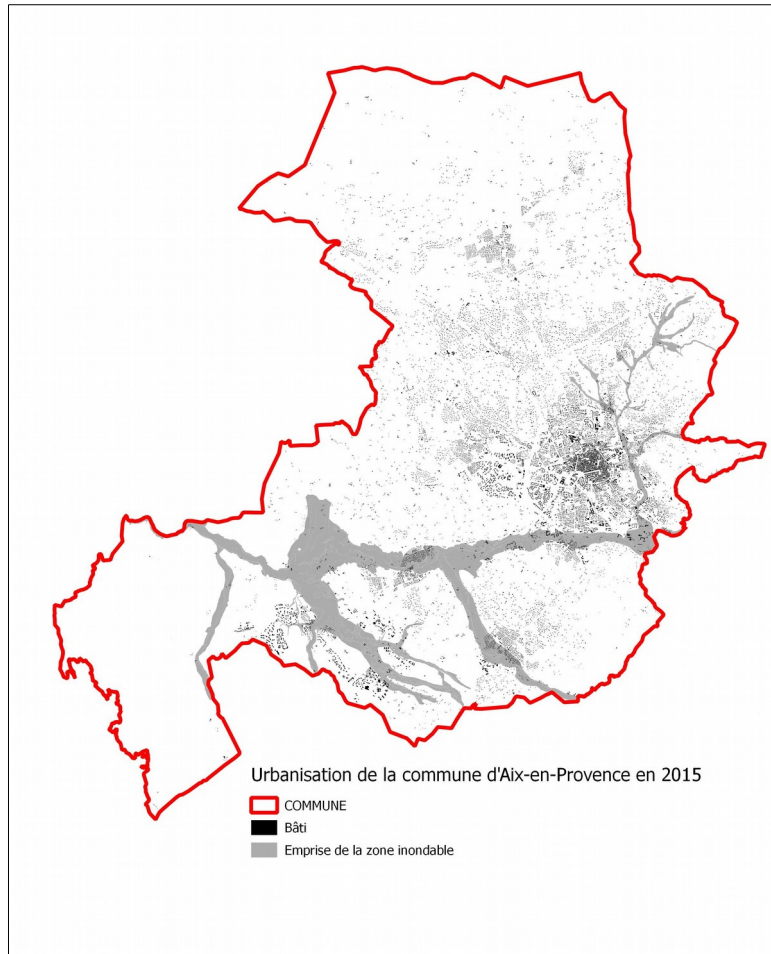 Urbanisation de la commune d'Aix-en-Provence en 2015
COMMUNE
Bâti
Emprise de la zone inondable